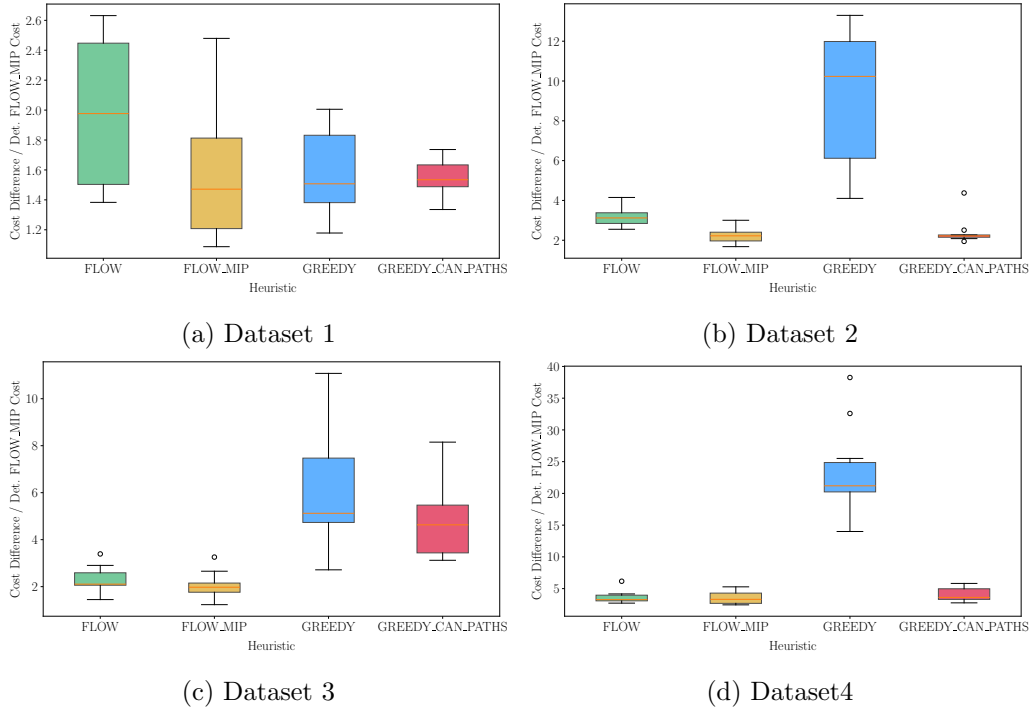 Cost Difference / Det. FLOW_MIP Cost
2.6
2.4
2.2
2.0
1.8
1.6
1.4
1.2
FLOW FLOW_MIP GREEDY GREEDY_CAN_PATHS
Heuristic
(a) Dataset 1
Cost Difference / Det. FLOW_MIP Cost
12
10
8
6
4
2
FLOW FLOW_MIP GREEDY GREEDY_CAN_PATHS
Heuristic
(b) Dataset 2
Cost Difference / Det. FLOW_MIP Cost
10
8
6
4
2
FLOW FLOW_MIP GREEDY GREEDY_CAN_PATHS
Heuristic
(c) Dataset 3
Cost Difference / Det. FLOW_MIP Cost
40
35
30
25
20
15
10
5
FLOW FLOW_MIP GREEDY GREEDY_CAN_PATHS
Heuristic
(d) Dataset4